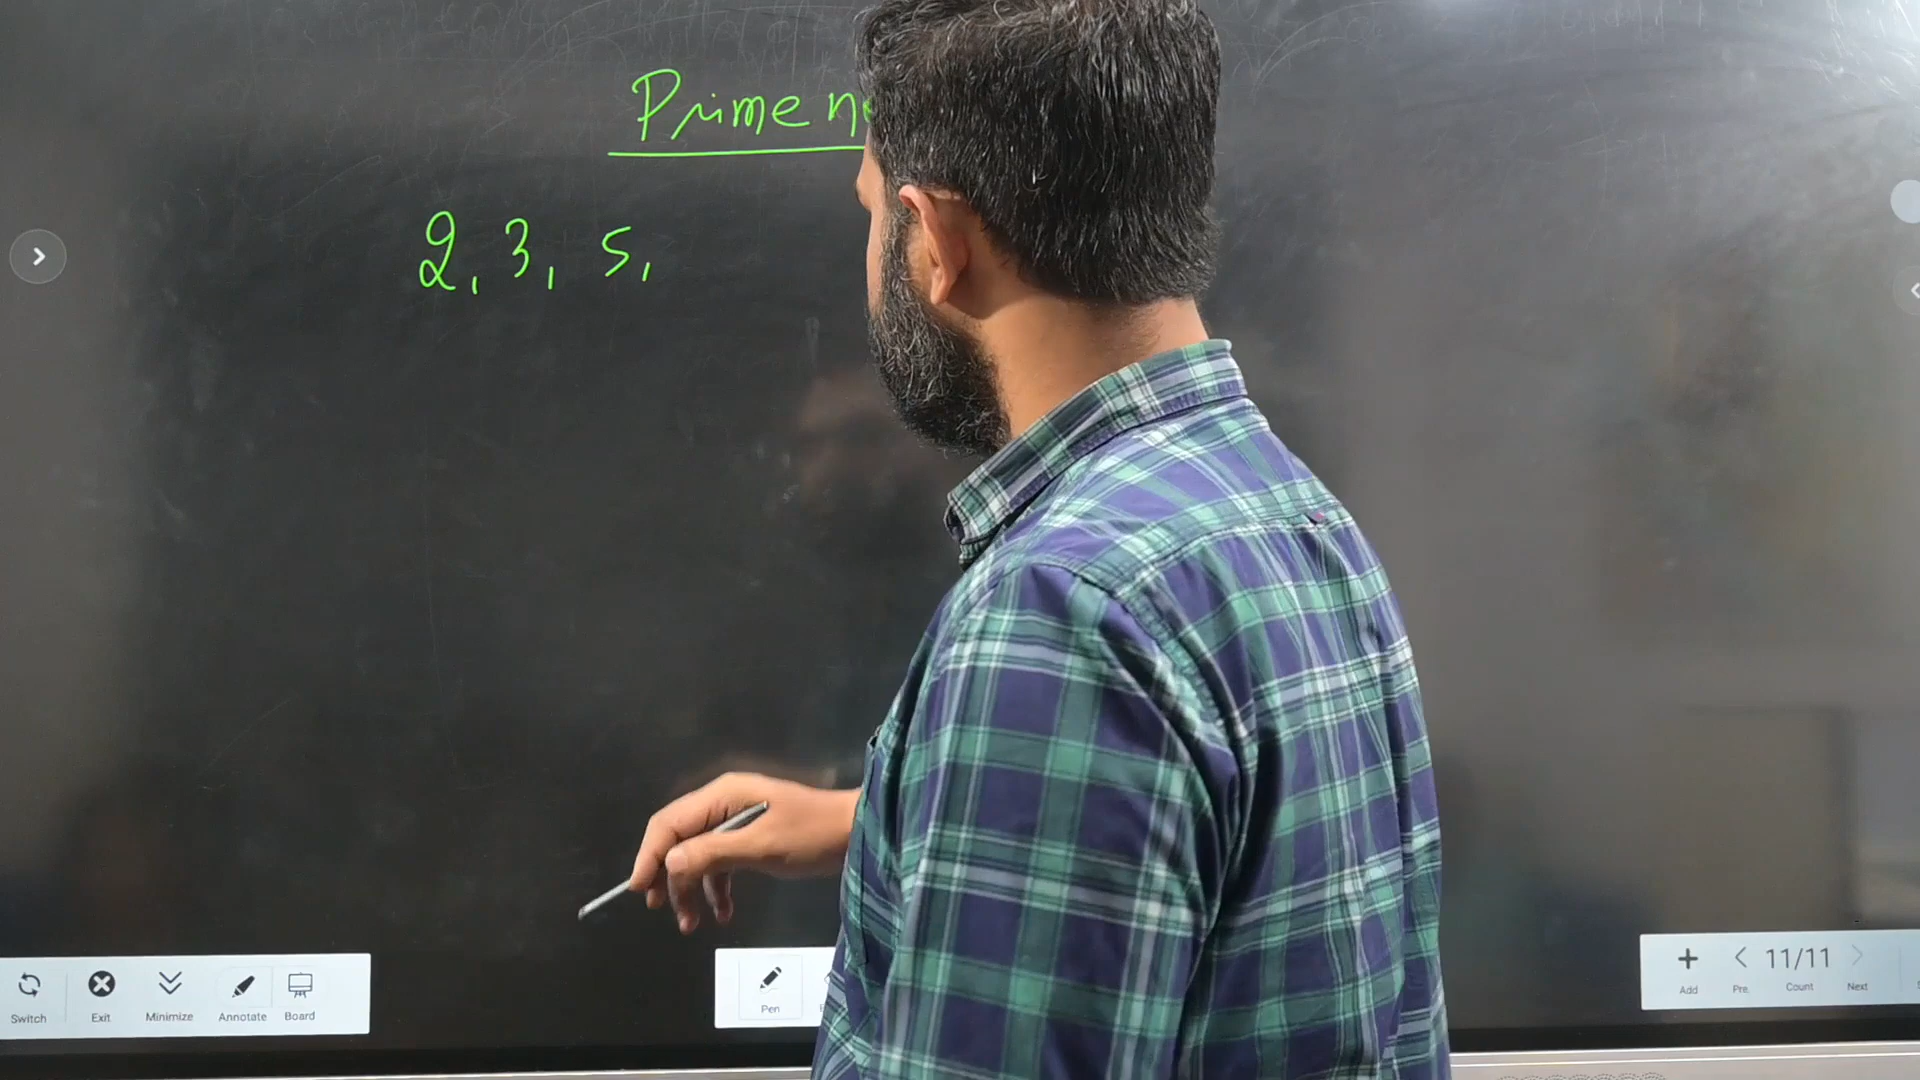 Prime n
2, 3, 5,
11/11
Switch Exit Minimize Annotate Board Pen Add Pre. Count Next